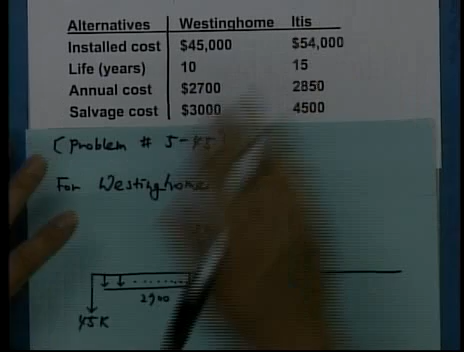 Alternatives Westinghome Itis
Installed cost $45,000 $54,000
Life (years) 10 15
Annual cost $2700 2850
Salvage cost $3000 4500
(Problem # 5-45)
For Westinghome
45K